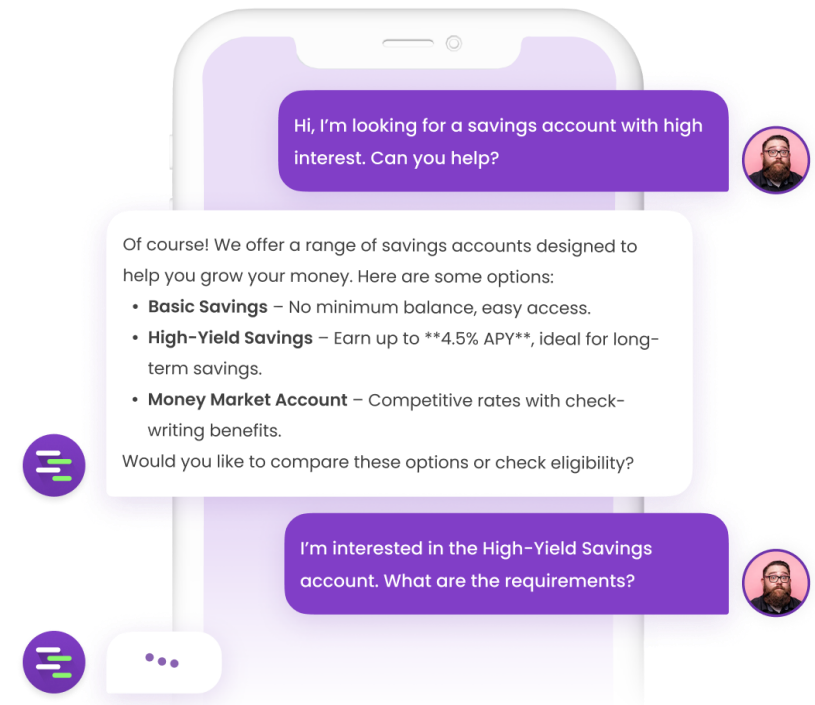 Hi, I’m looking for a savings account with high
interest. Can you help?
Of course! We offer a range of savings accounts designed to
help you grow your money. Here are some options:
• Basic Savings – No minimum balance, easy access.
• High-Yield Savings – Earn up to **4.5% APY**, ideal for long-
term savings.
• Money Market Account – Competitive rates with check-
writing benefits.
Would you like to compare these options or check eligibility?
I’m interested in the High-Yield Savings
account. What are the requirements?